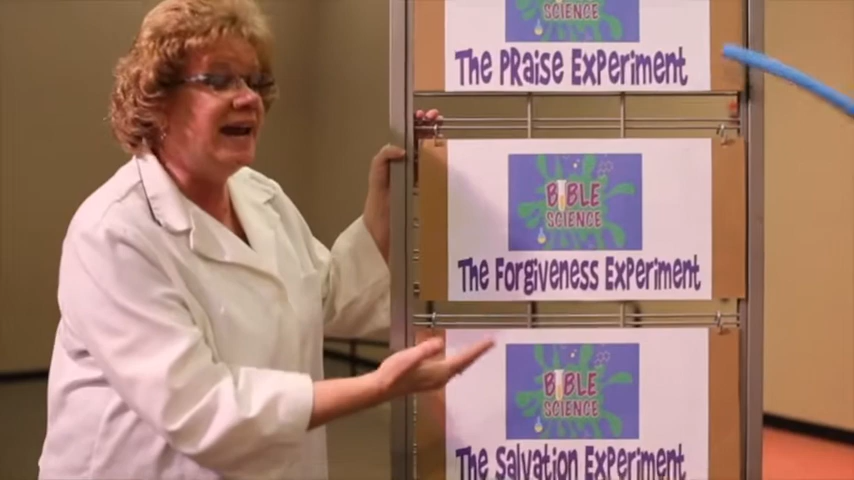 SCIENCE
The PRaise ExpeRiment
BIBLE
SCIENCE
The ForgiveNess ExpeRiment
BIBLE
SCIENCE
The Salvation ExpeRiment